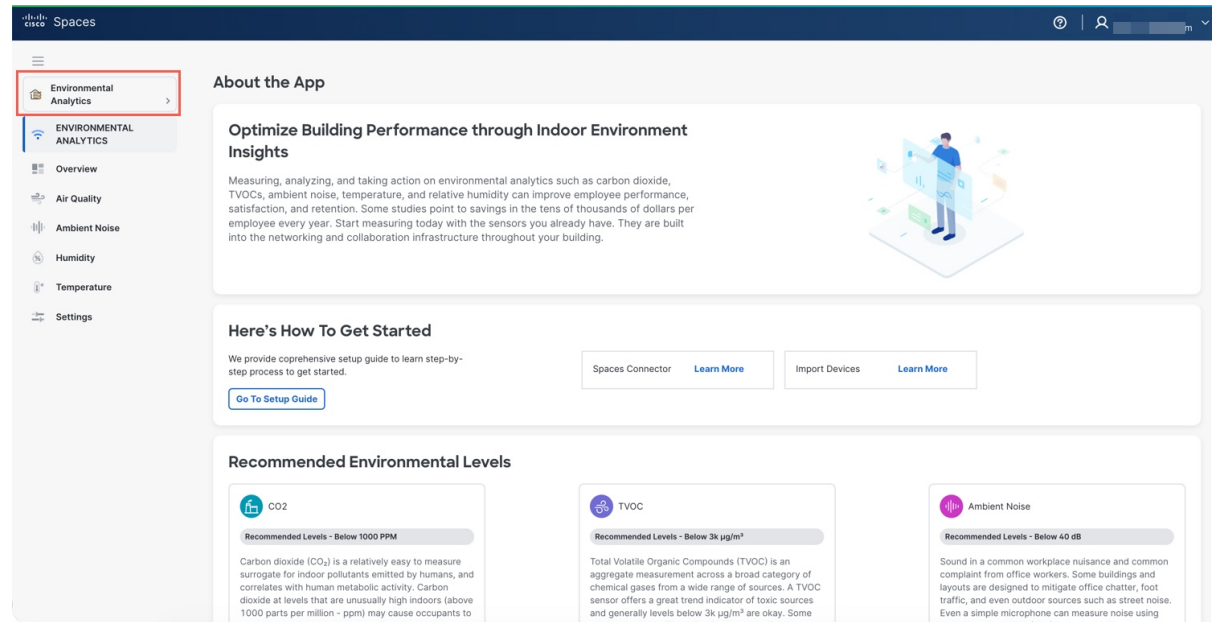 cisco Spaces
m
Environmental
Analytics
ENVIRONMENTAL
ANALYTICS
Overview
Air Quality
Ambient Noise
Humidity
Temperature
Settings
About the App
Optimize Building Performance through Indoor Environment
Insights
Measuring, analyzing, and taking action on environmental analytics such as carbon dioxide,
TVOCs, ambient noise, temperature, and relative humidity can improve employee performance,
satisfaction, and retention. Some studies point to savings in the tens of thousands of dollars per
employee every year. Start measuring today with the sensors you already have. They are built
into the networking and collaboration infrastructure throughout your building.
Here's How To Get Started
We provide coprehensive setup guide to learn step-by-
step process to get started.
Go To Setup Guide
Spaces Connector Learn More
Import Devices Learn More
Recommended Environmental Levels
CO2
Recommended Levels - Below 1000 PPM
Carbon dioxide (CO₂) is a relatively easy to measure
surrogate for indoor pollutants emitted by humans, and
correlates with human metabolic activity. Carbon
dioxide at levels that are unusually high indoors (above
1000 parts per million - ppm) may cause occupants to
TVOC
Recommended Levels - Below 3k µg/m³
Total Volatile Organic Compounds (TVOC) is an
aggregate measurement across a broad category of
chemical gases from a wide range of sources. A TVOC
sensor offers a great trend indicator of toxic sources
and generally levels below 3k µg/m³ are okay. Some
Ambient Noise
Recommended Levels - Below 40 dB
Sound in a common workplace nuisance and common
complaint from office workers. Some buildings and
layouts are designed to mitigate office chatter, foot
traffic, and even outdoor sources such as street noise.
Even a simple microphone can measure noise using